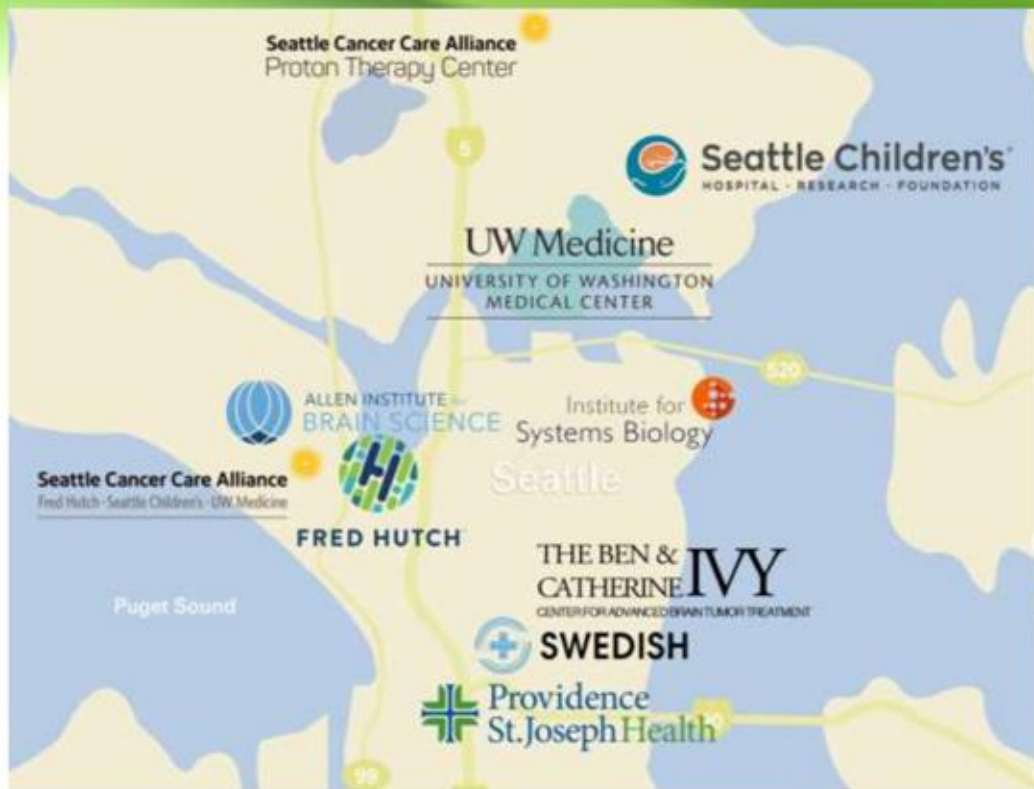 Seattle Cancer Care Alliance
Proton Therapy Center
5
Seattle Children's
HOSPITAL · RESEARCH · FOUNDATION
UW Medicine
UNIVERSITY OF WASHINGTON
MEDICAL CENTER
520
ALLEN INSTITUTE for
BRAIN SCIENCE
Institute for
Systems Biology
Seattle
Seattle Cancer Care Alliance
Fred Hutch · Seattle Children's · UW Medicine
FRED HUTCH
THE BEN &
CATHERINE IVY
CENTER FOR ADVANCED BRAIN TUMOR TREATMENT
Puget Sound
SWEDISH
Providence
St.Joseph Health
99